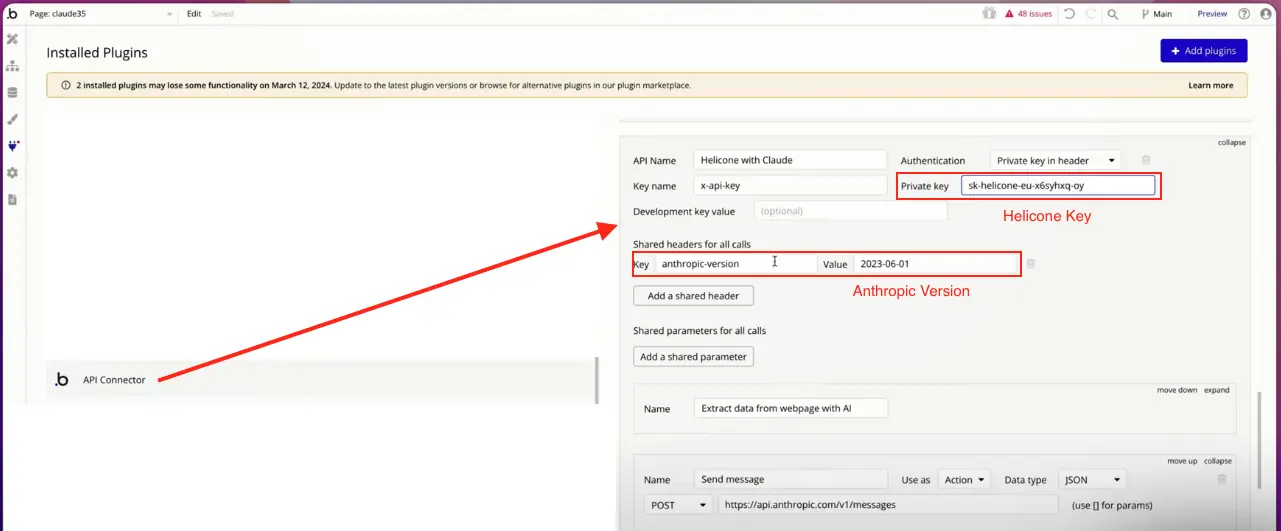 .b Page: claude35 Edit Saved 48 issues Main Preview
Installed Plugins
+ Add plugins
2 installed plugins may lose some functionality on March 12, 2024. Update to the latest plugin versions or browse for alternative plugins in our plugin marketplace. Learn more
collapse
API Name Helicone with Claude Authentication Private key in header
Key name x-api-key Private key sk-helicone-eu-x6syhxq-oy
Development key value (optional)
Helicone Key
Shared headers for all calls
Key anthropic-version Value 2023-06-01
Add a shared header
Anthropic Version
Shared parameters for all calls
Add a shared parameter
.b API Connector
move down expand
Name Extract data from webpage with AI
move up collapse
Name Send message Use as Action Data type JSON
POST https://api.anthropic.com/v1/messages (use [] for params)